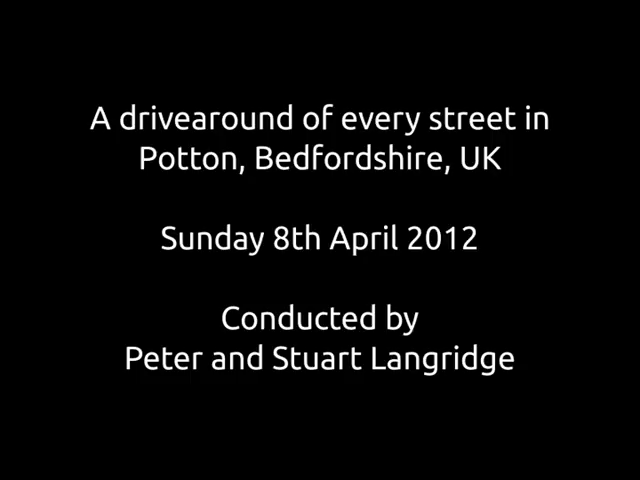 A drivearound of every street in
Potton, Bedfordshire, UK
Sunday 8th April 2012
Conducted by
Peter and Stuart Langridge